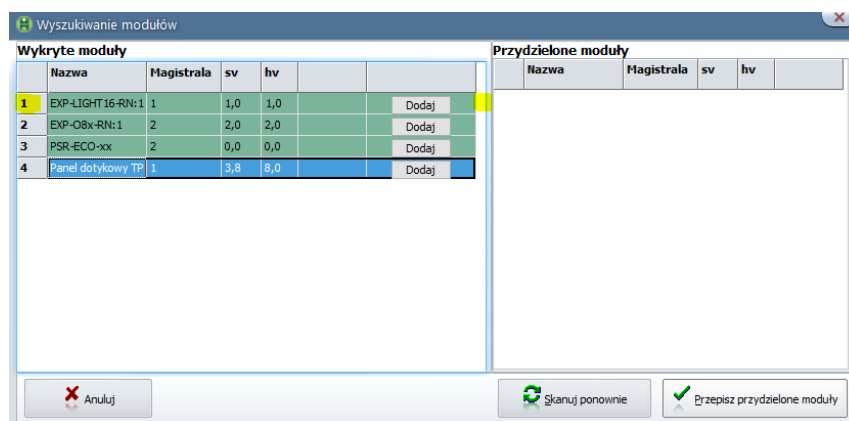 Wyszukiwanie modułów
Wykryte moduły
Przydzielone moduły
Nazwa Magistrala sv hv
Nazwa Magistrala sv hv
1 EXP-LIGHT16-RN:1 1 1,0 1,0 Dodaj
2 EXP-O8x-RN:1 2 2,0 2,0 Dodaj
3 PSR-ECO-xx 2 0,0 0,0 Dodaj
4 Panel dotykowy TP 1 3,8 8,0 Dodaj
Anuluj
Skanuj ponownie
Przepisz przydzielone moduły